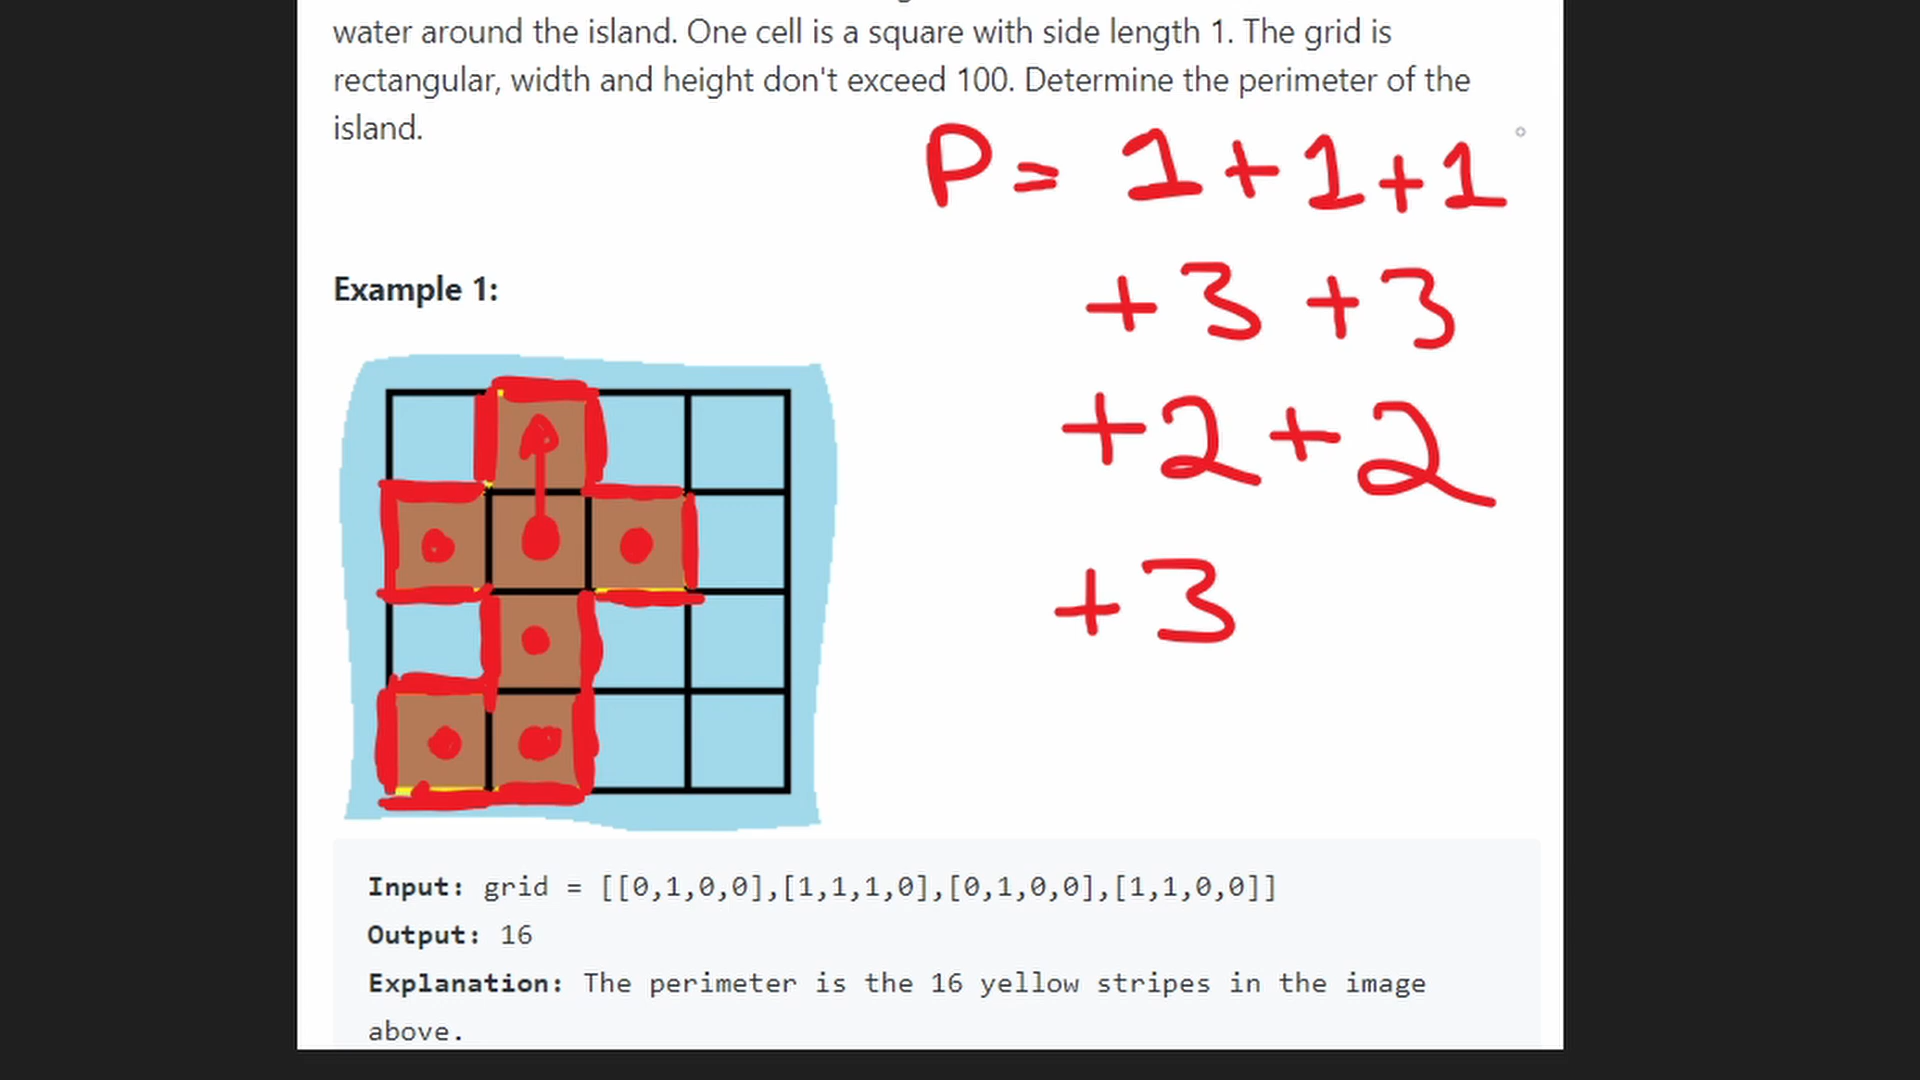 water around the island. One cell is a square with side length 1. The grid is
rectangular, width and height don't exceed 100. Determine the perimeter of the
island.
P = 1 + 1 + 1
+ 3 + 3
+ 2 + 2
+ 3
Example 1:
Input: grid = [[0,1,0,0],[1,1,1,0],[0,1,0,0],[1,1,0,0]]
Output: 16
Explanation: The perimeter is the 16 yellow stripes in the image
above.